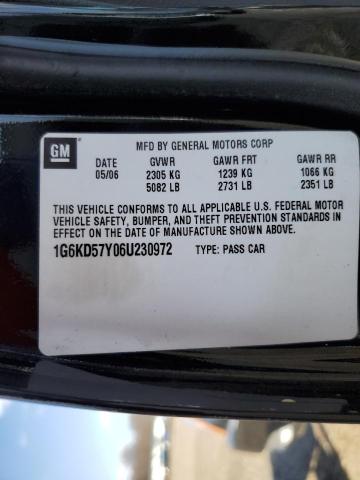 GM
MFD BY GENERAL MOTORS CORP
DATE GVWR GAWR FRT GAWR RR
05/06 2305 KG 1239 KG 1066 KG
5082 LB 2731 LB 2351 LB
THIS VEHICLE CONFORMS TO ALL APPLICABLE U.S. FEDERAL MOTOR
VEHICLE SAFETY, BUMPER, AND THEFT PREVENTION STANDARDS IN
EFFECT ON THE DATE OF MANUFACTURE SHOWN ABOVE.
1G6KD57Y06U230972 TYPE: PASS CAR